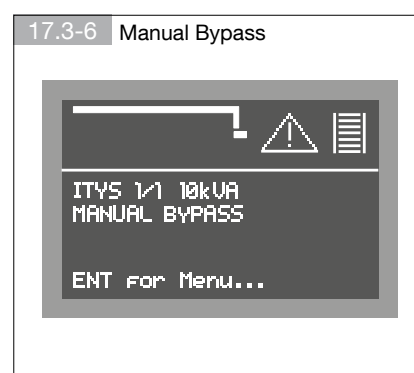 17.3-6 Manual Bypass
ITYS 1/1 10kVA
MANUAL BYPASS
ENT for Menu...